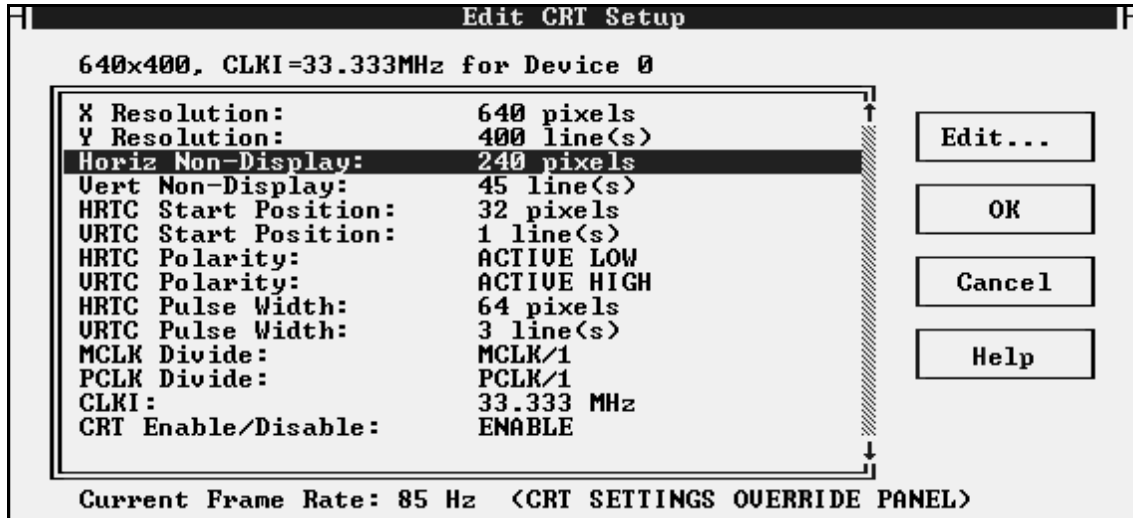 Edit CRT Setup
640x400, CLKI=33.333MHz for Device 0
X Resolution: 640 pixels
Y Resolution: 400 line(s)
Horiz Non-Display: 240 pixels
Vert Non-Display: 45 line(s)
HRTC Start Position: 32 pixels
VRTC Start Position: 1 line(s)
HRTC Polarity: ACTIVE LOW
VRTC Polarity: ACTIVE HIGH
HRTC Pulse Width: 64 pixels
VRTC Pulse Width: 3 line(s)
MCLK Divide: MCLK/1
PCLK Divide: PCLK/1
CLKI: 33.333 MHz
CRT Enable/Disable: ENABLE
Edit...
OK
Cancel
Help
Current Frame Rate: 85 Hz (CRT SETTINGS OVERRIDE PANEL)